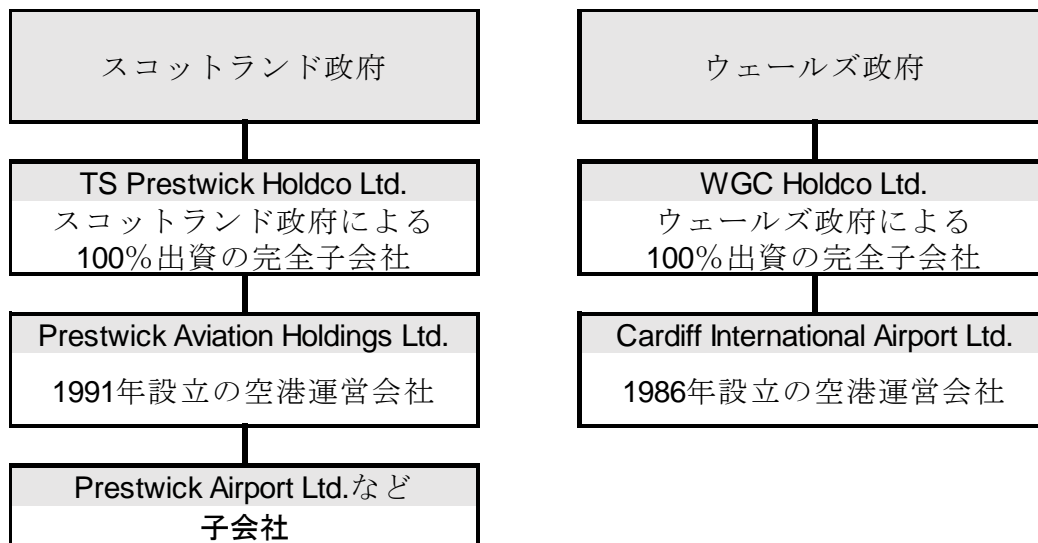 スコットランド政府
TS Prestwick Holdco Ltd.
スコットランド政府による
100％出資の完全子会社
Prestwick Aviation Holdings Ltd.
1991年設立の空港運営会社
Prestwick Airport Ltd.など
子会社
ウェールズ政府
WGC Holdco Ltd.
ウェールズ政府による
100％出資の完全子会社
Cardiff International Airport Ltd.
1986年設立の空港運営会社